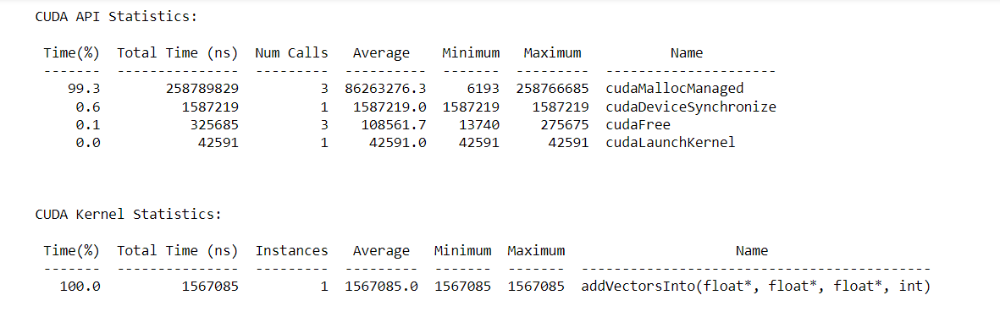 CUDA API Statistics:
Time(%) Total Time (ns) Num Calls Average Minimum Maximum Name
------- --------------- --------- ---------- ------- --------- ---------------------
99.3 258789829 3 86263276.3 6193 258766685 cudaMallocManaged
0.6 1587219 1 1587219.0 1587219 1587219 cudaDeviceSynchronize
0.1 325685 3 108561.7 13740 275675 cudaFree
0.0 42591 1 42591.0 42591 42591 cudaLaunchKernel
CUDA Kernel Statistics:
Time(%) Total Time (ns) Instances Average Minimum Maximum Name
------- --------------- --------- --------- ------- ------- -------------------------------------------
100.0 1567085 1 1567085.0 1567085 1567085 addVectorsInto(float*, float*, float*, int)